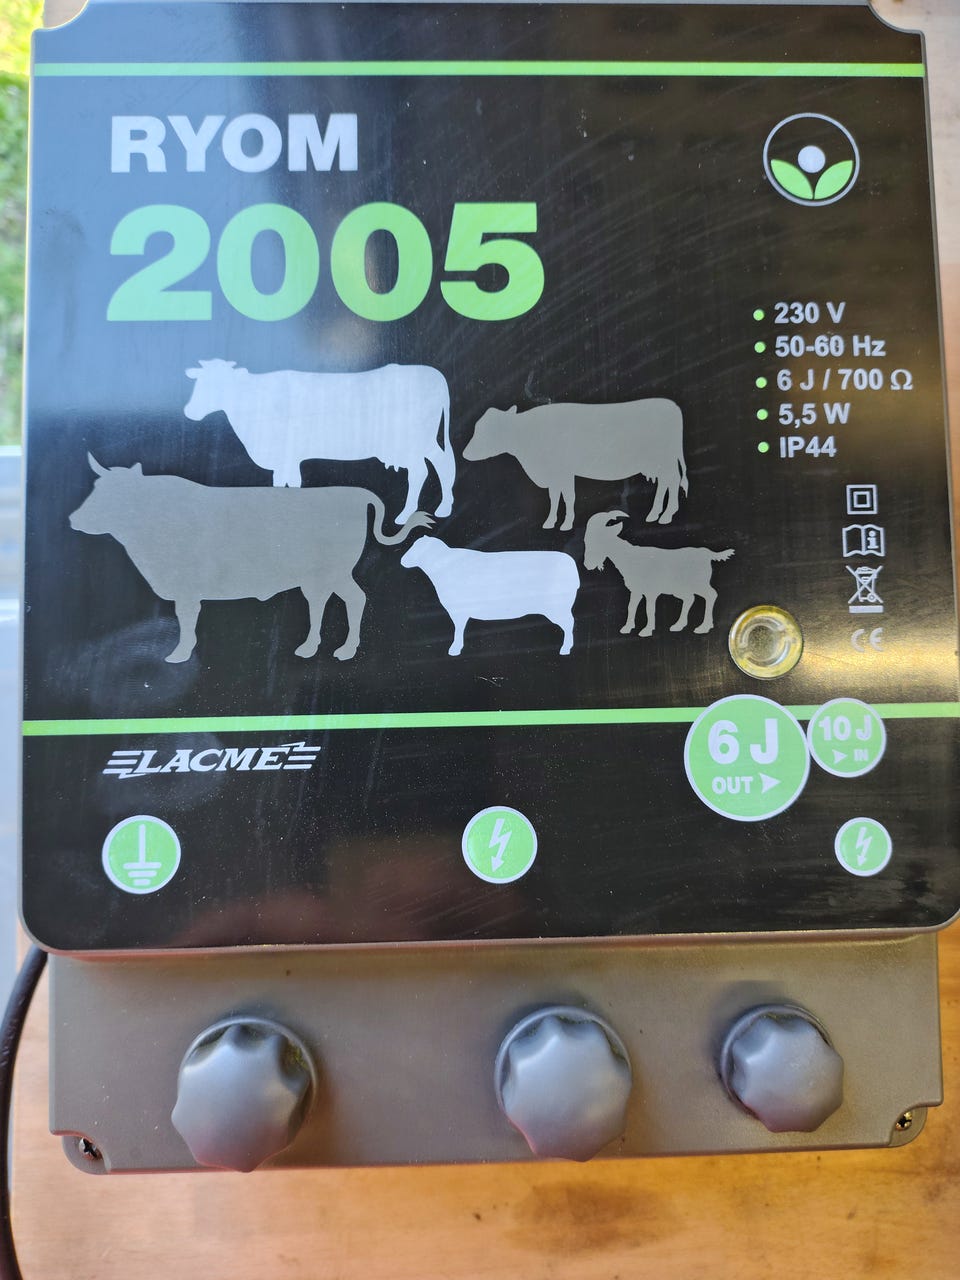 RYOM
2005
230 V
50-60 Hz
6 J / 700 Ω
5,5 W
IP44
CE
LACME
6 J
OUT
10 J
IN